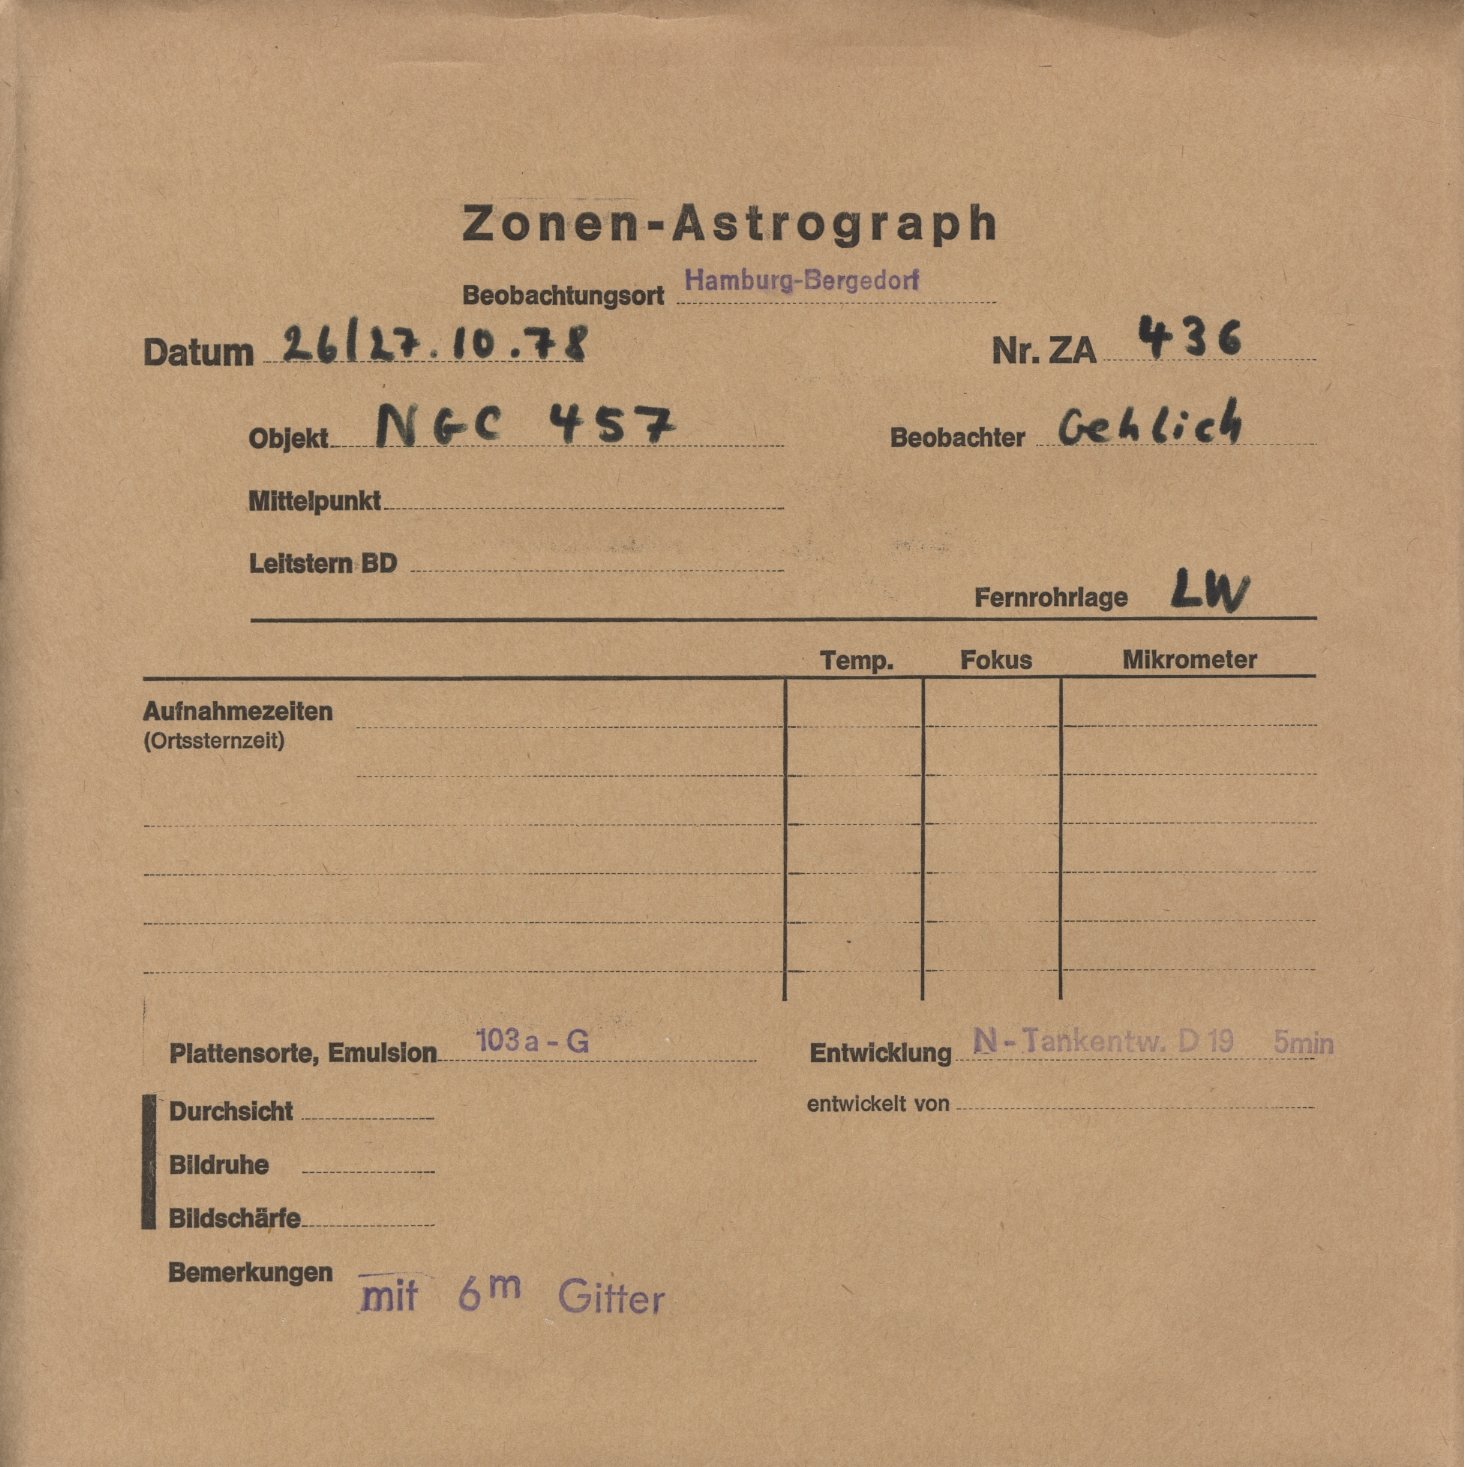 Zonen-Astrograph
Beobachtungsort Hamburg-Bergedorf
Datum 26/27.10.78 Nr. ZA 436
Objekt NGC 457 Beobachter Gehlich
Mittelpunkt
Leitstern BD
Fernrohrlage LW
Temp. Fokus Mikrometer
Aufnahmezeiten
(Ortssternzeit)
Plattensorte, Emulsion 103a-G Entwicklung N-Tankentw. D19 5min
Durchsicht entwickelt von
Bildruhe
Bildschärfe
Bemerkungen mit 6m Gitter